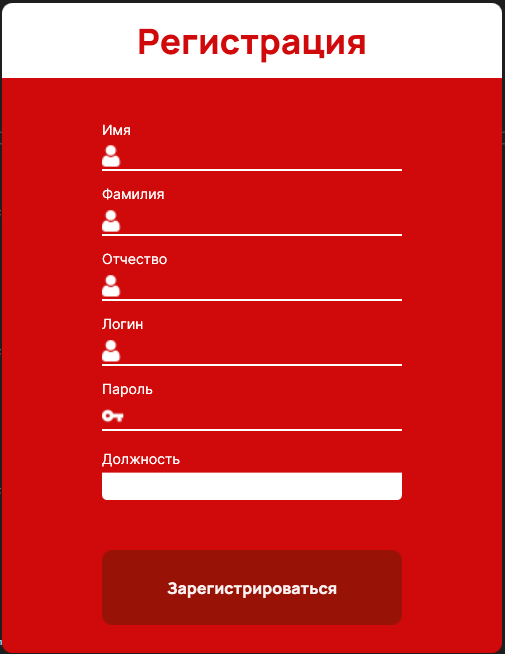 Регистрация
Имя
Фамилия
Отчество
Логин
Пароль
Должность
Зарегистрироваться